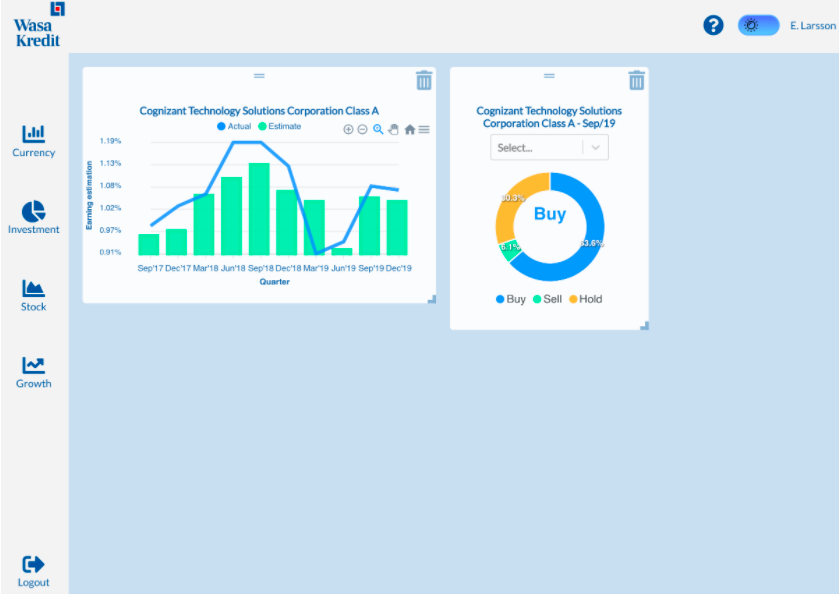 Wasa
Kredit
E. Larsson
Currency
Investment
Stock
Growth
Logout
Cognizant Technology Solutions Corporation Class A
Actual Estimate
Earning estimation
1.19%
1.13%
1.08%
1.02%
0.97%
0.91%
Sep'17 Dec'17 Mar'18 Jun'18 Sep'18 Dec'18 Mar'19 Jun'19 Sep'19 Dec'19
Quarter
Cognizant Technology Solutions
Corporation Class A - Sep/19
Select...
30.3%
Buy
6.1%
63.6%
Buy Sell Hold